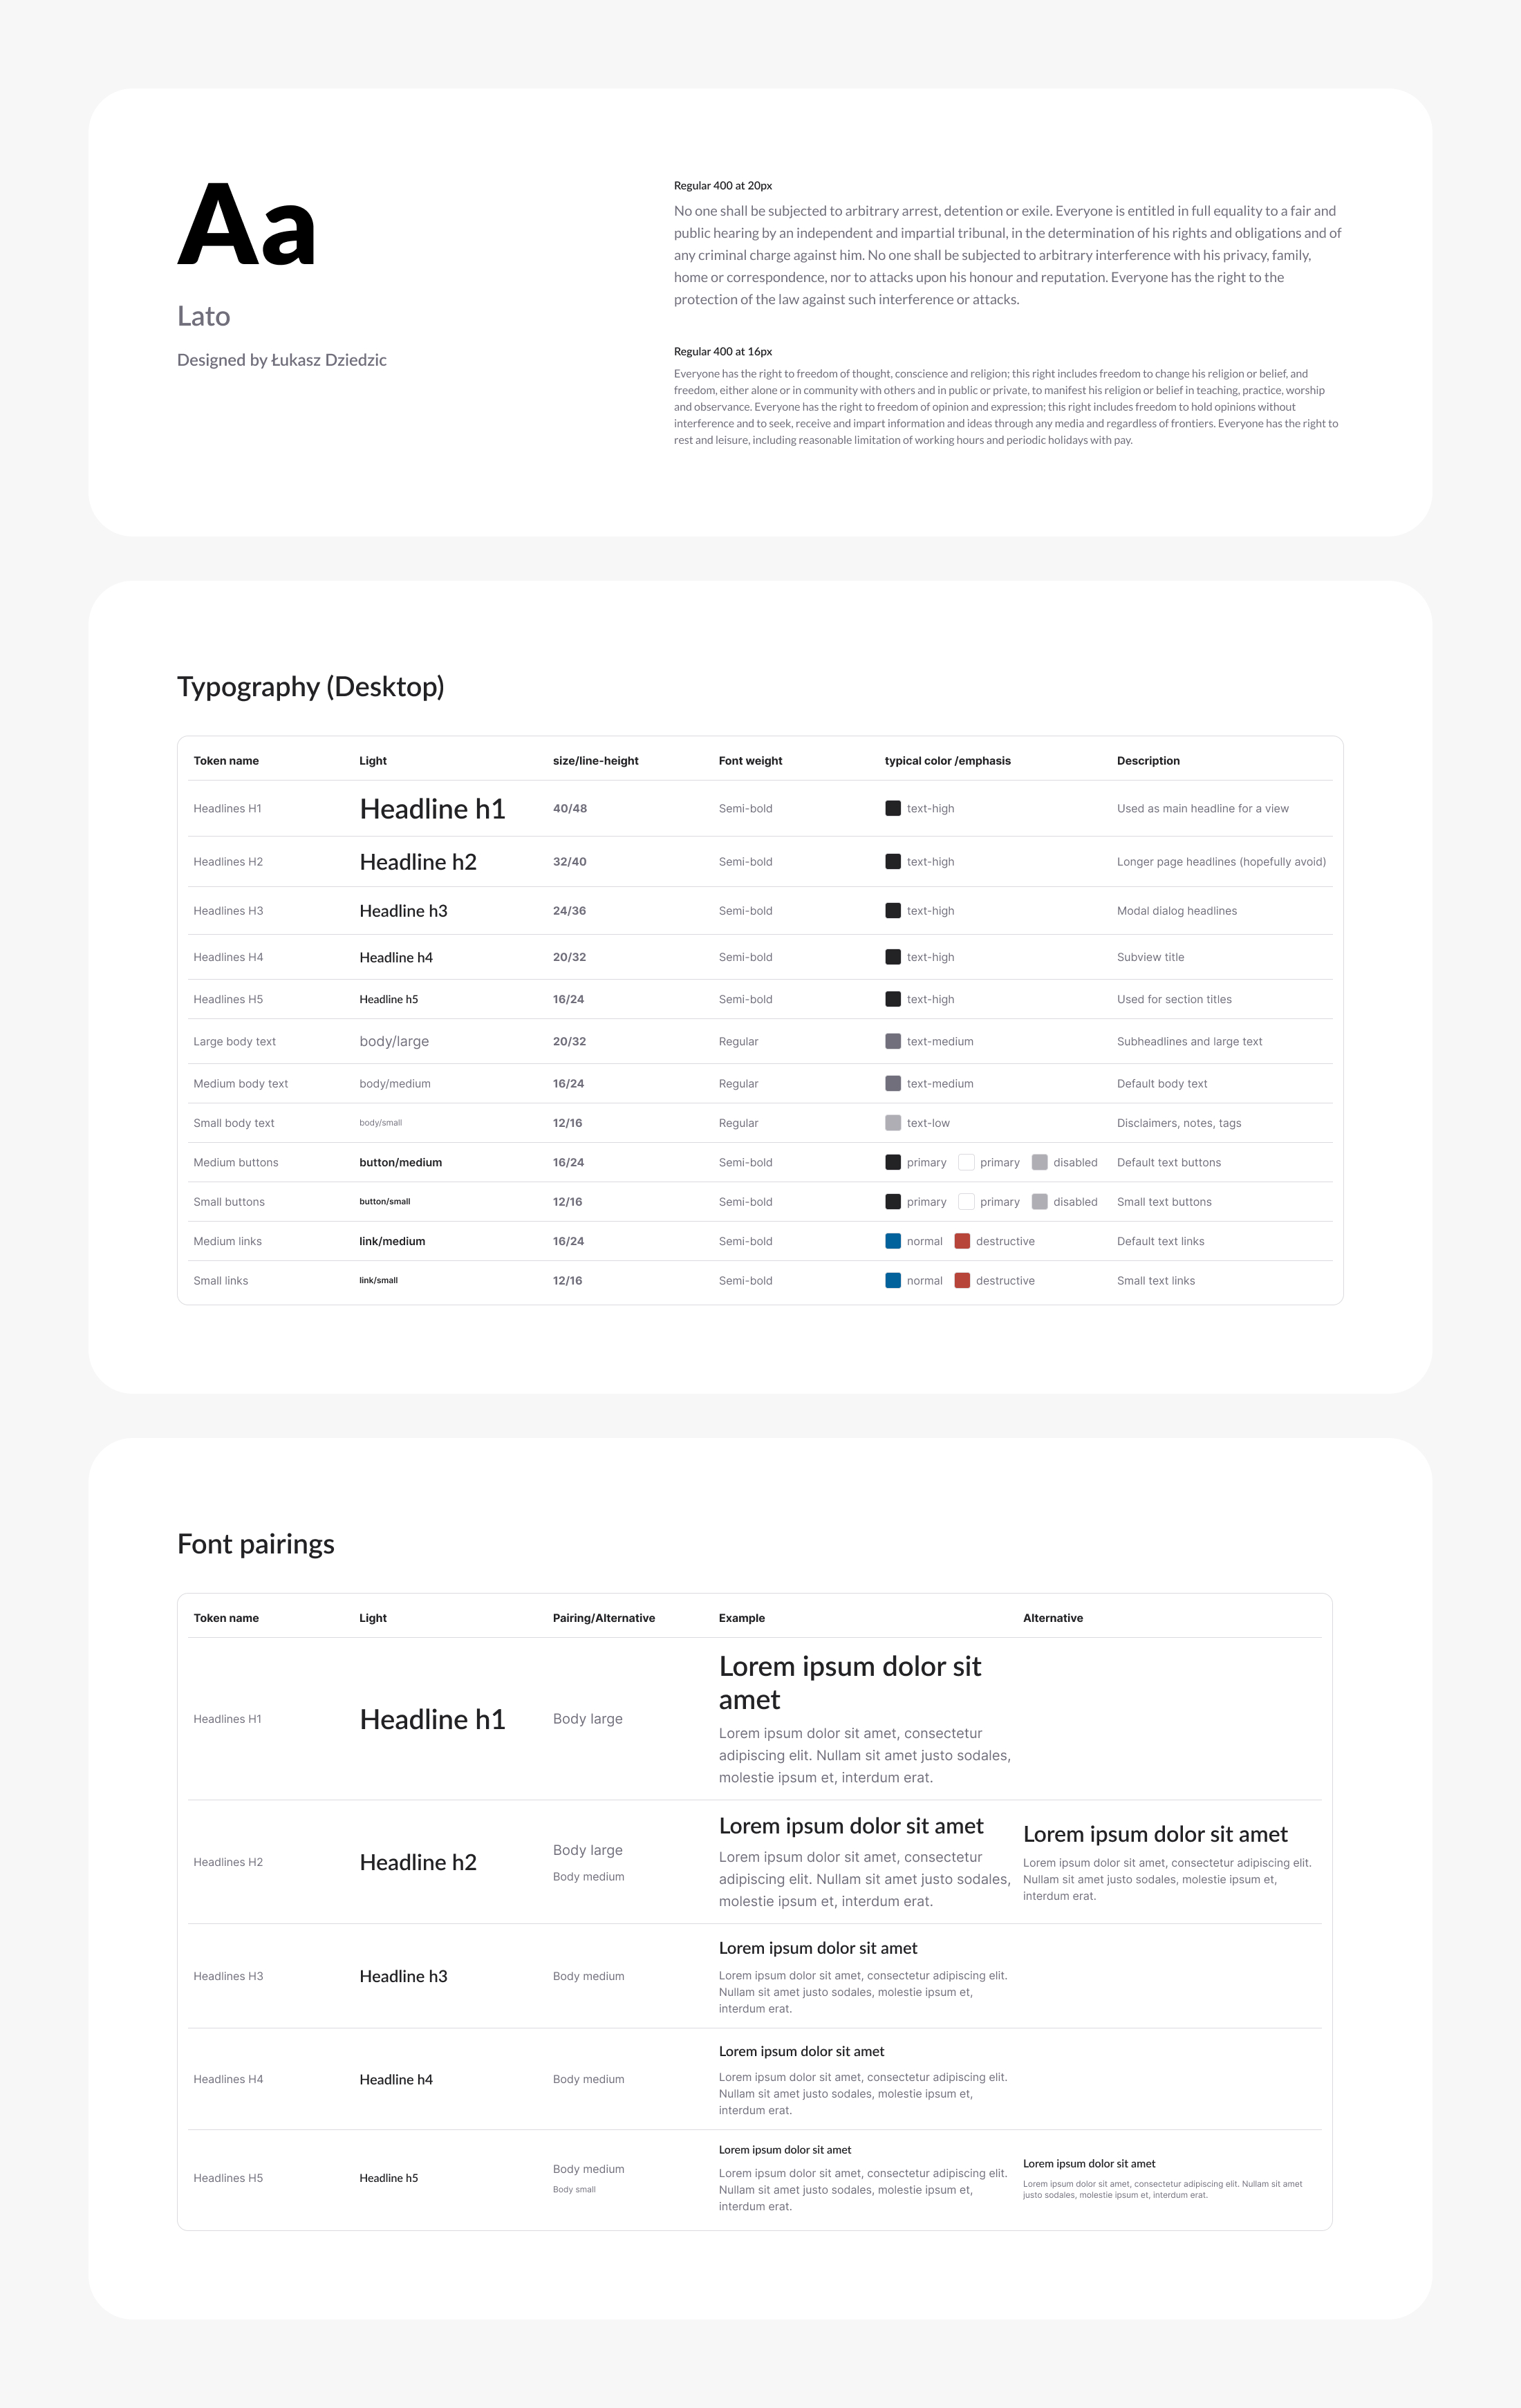 Aa
Lato
Designed by Łukasz Dziedzic
Regular 400 at 20px
No one shall be subjected to arbitrary arrest, detention or exile. Everyone is entitled in full equality to a fair and
public hearing by an independent and impartial tribunal, in the determination of his rights and obligations and of
any criminal charge against him. No one shall be subjected to arbitrary interference with his privacy, family,
home or correspondence, nor to attacks upon his honour and reputation. Everyone has the right to the
protection of the law against such interference or attacks.
Regular 400 at 16px
Everyone has the right to freedom of thought, conscience and religion; this right includes freedom to change his religion or belief, and
freedom, either alone or in community with others and in public or private, to manifest his religion or belief in teaching, practice, worship
and observance. Everyone has the right to freedom of opinion and expression; this right includes freedom to hold opinions without
interference and to seek, receive and impart information and ideas through any media and regardless of frontiers. Everyone has the right to
rest and leisure, including reasonable limitation of working hours and periodic holidays with pay.
Typography (Desktop)
Token name Light size/line-height Font weight typical color /emphasis Description
Headlines H1 Headline h1 40/48 Semi-bold text-high Used as main headline for a view
Headlines H2 Headline h2 32/40 Semi-bold text-high Longer page headlines (hopefully avoid)
Headlines H3 Headline h3 24/36 Semi-bold text-high Modal dialog headlines
Headlines H4 Headline h4 20/32 Semi-bold text-high Subview title
Headlines H5 Headline h5 16/24 Semi-bold text-high Used for section titles
Large body text body/large 20/32 Regular text-medium Subheadlines and large text
Medium body text body/medium 16/24 Regular text-medium Default body text
Small body text body/small 12/16 Regular text-low Disclaimers, notes, tags
Medium buttons button/medium 16/24 Semi-bold primary primary disabled Default text buttons
Small buttons button/small 12/16 Semi-bold primary primary disabled Small text buttons
Medium links link/medium 16/24 Semi-bold normal destructive Default text links
Small links link/small 12/16 Semi-bold normal destructive Small text links
Font pairings
Token name Light Pairing/Alternative Example Alternative
Headlines H1
Headline h1
Body large
Lorem ipsum dolor sit
amet
Lorem ipsum dolor sit amet, consectetur
adipiscing elit. Nullam sit amet justo sodales,
molestie ipsum et, interdum erat.
Headlines H2
Headline h2
Body large
Body medium
Lorem ipsum dolor sit amet
Lorem ipsum dolor sit amet, consectetur
adipiscing elit. Nullam sit amet justo sodales,
molestie ipsum et, interdum erat.
Lorem ipsum dolor sit amet
Lorem ipsum dolor sit amet, consectetur adipiscing elit.
Nullam sit amet justo sodales, molestie ipsum et,
interdum erat.
Headlines H3
Headline h3
Body medium
Lorem ipsum dolor sit amet
Lorem ipsum dolor sit amet, consectetur adipiscing elit.
Nullam sit amet justo sodales, molestie ipsum et,
interdum erat.
Headlines H4
Headline h4
Body medium
Lorem ipsum dolor sit amet
Lorem ipsum dolor sit amet, consectetur adipiscing elit.
Nullam sit amet justo sodales, molestie ipsum et,
interdum erat.
Headlines H5
Headline h5
Body medium
Body small
Lorem ipsum dolor sit amet
Lorem ipsum dolor sit amet, consectetur adipiscing elit.
Nullam sit amet justo sodales, molestie ipsum et,
interdum erat.
Lorem ipsum dolor sit amet
Lorem ipsum dolor sit amet, consectetur adipiscing elit. Nullam sit amet
justo sodales, molestie ipsum et, interdum erat.